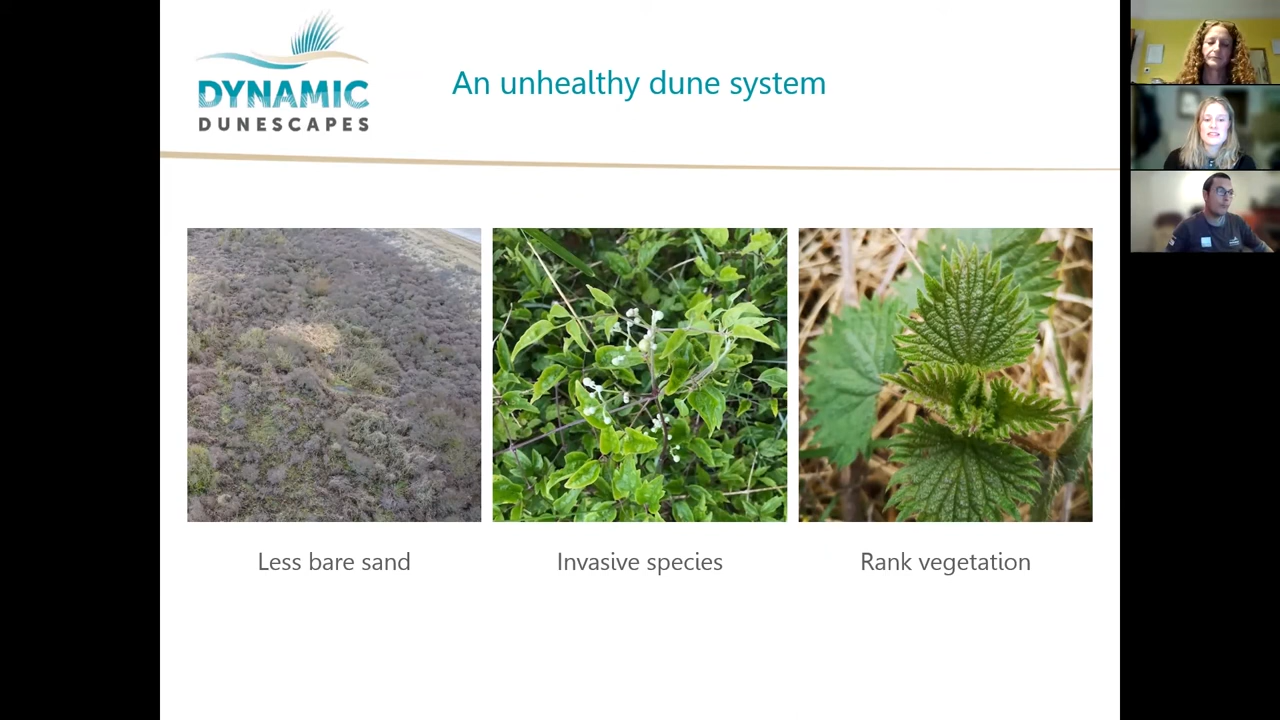 DYNAMIC
DUNESCAPES
An unhealthy dune system
Less bare sand
Invasive species
Rank vegetation